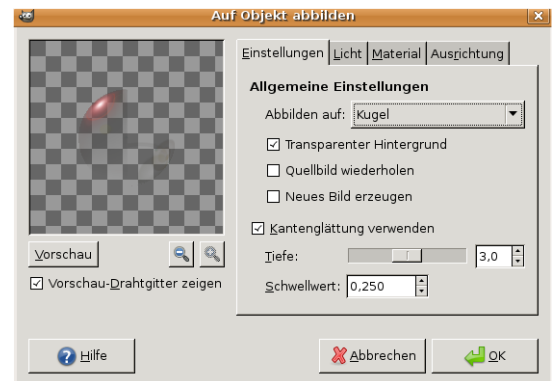 Auf Objekt abbilden
Einstellungen Licht Material Ausrichtung
Allgemeine Einstellungen
Abbilden auf: Kugel
Transparenter Hintergrund
Quellbild wiederholen
Neues Bild erzeugen
Kantenglättung verwenden
Tiefe: 3,0
Schwellwert: 0,250
Vorschau
Vorschau-Drahtgitter zeigen
Hilfe Abbrechen OK